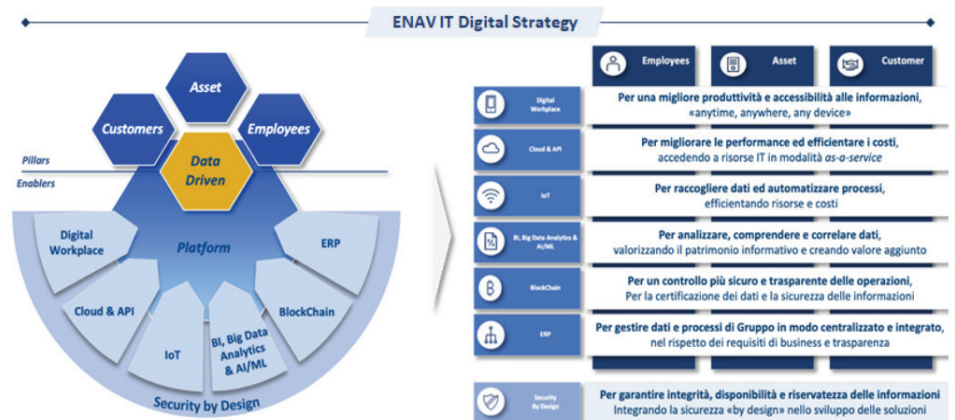 ENAV IT Digital Strategy
Asset
Customers
Employees
Data
Driven
Pillars
Enablers
Platform
Digital
Workplace
Cloud & API
IoT
BI, Big Data
Analytics
& AI/ML
BlockChain
ERP
Security by Design
Employees
Asset
Customer
Digital
Workplace
Per una migliore produttività e accessibilità alle informazioni,
«anytime, anywhere, any device»
Cloud & API
Per migliorare le performance ed efficientare i costi,
accedendo a risorse IT in modalità as-a-service
IoT
Per raccogliere dati ed automatizzare processi,
efficientando risorse e costi
BI, Big Data Analytics &
AI/ML
Per analizzare, comprendere e correlare dati,
valorizzando il patrimonio informativo e creando valore aggiunto
BlockChain
Per un controllo più sicuro e trasparente delle operazioni,
Per la certificazione dei dati e la sicurezza delle informazioni
ERP
Per gestire dati e processi di Gruppo in modo centralizzato e integrato,
nel rispetto dei requisiti di business e trasparenza
Security
By Design
Per garantire integrità, disponibilità e riservatezza delle informazioni
Integrando la sicurezza «by design» nello sviluppo delle soluzioni